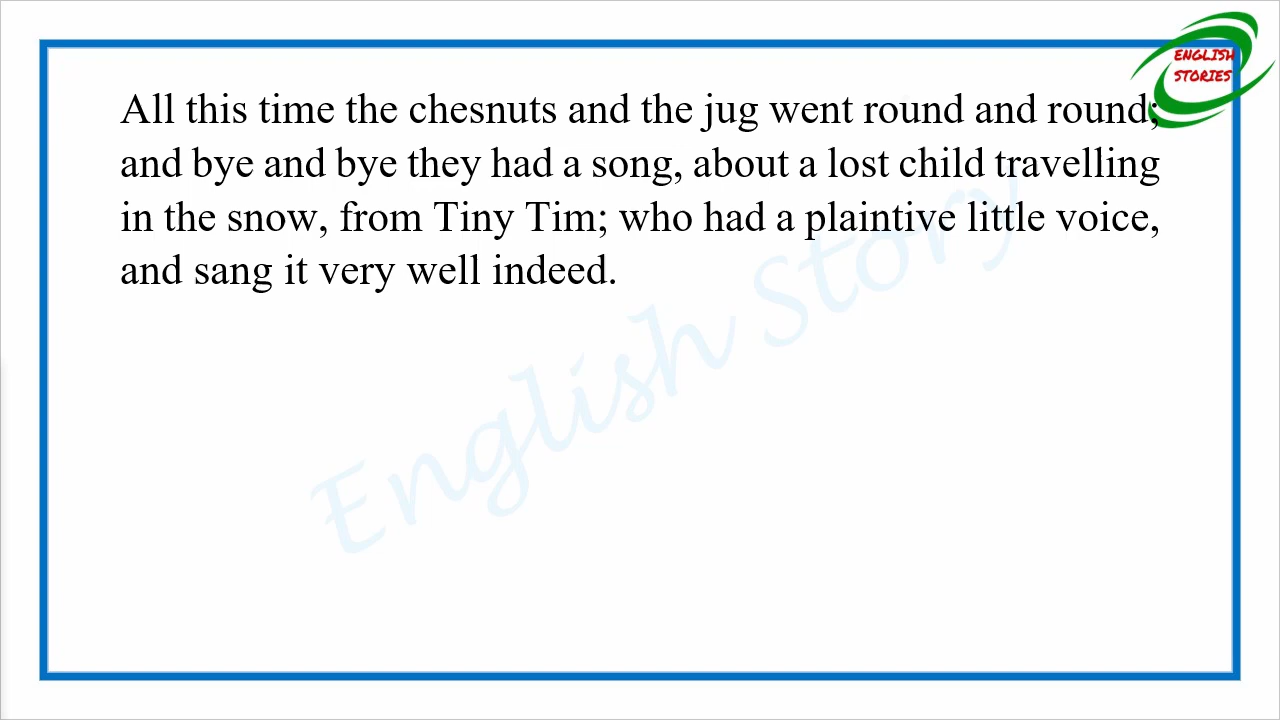 ENGLISH
STORIES
All this time the chesnuts and the jug went round and round;
and bye and bye they had a song, about a lost child travelling
in the snow, from Tiny Tim; who had a plaintive little voice,
and sang it very well indeed.
English Story